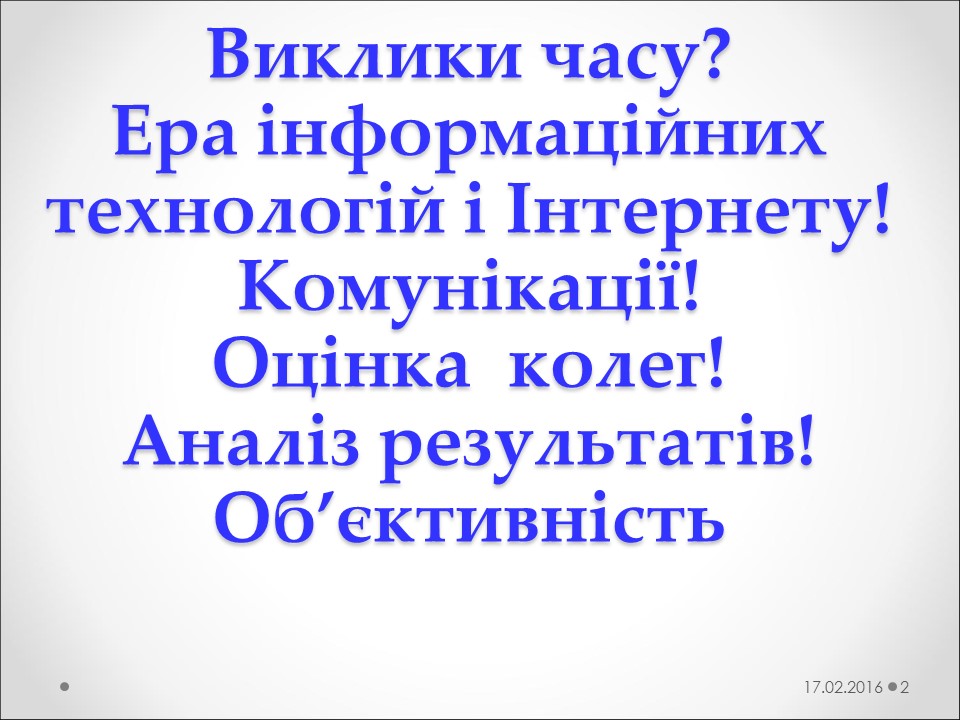 Виклики часу?
Ера інформаційних
технологій і Інтернету!
Комунікації!
Оцінка  колег!
Аналіз результатів!
Об’єктивність
17.02.2016 2